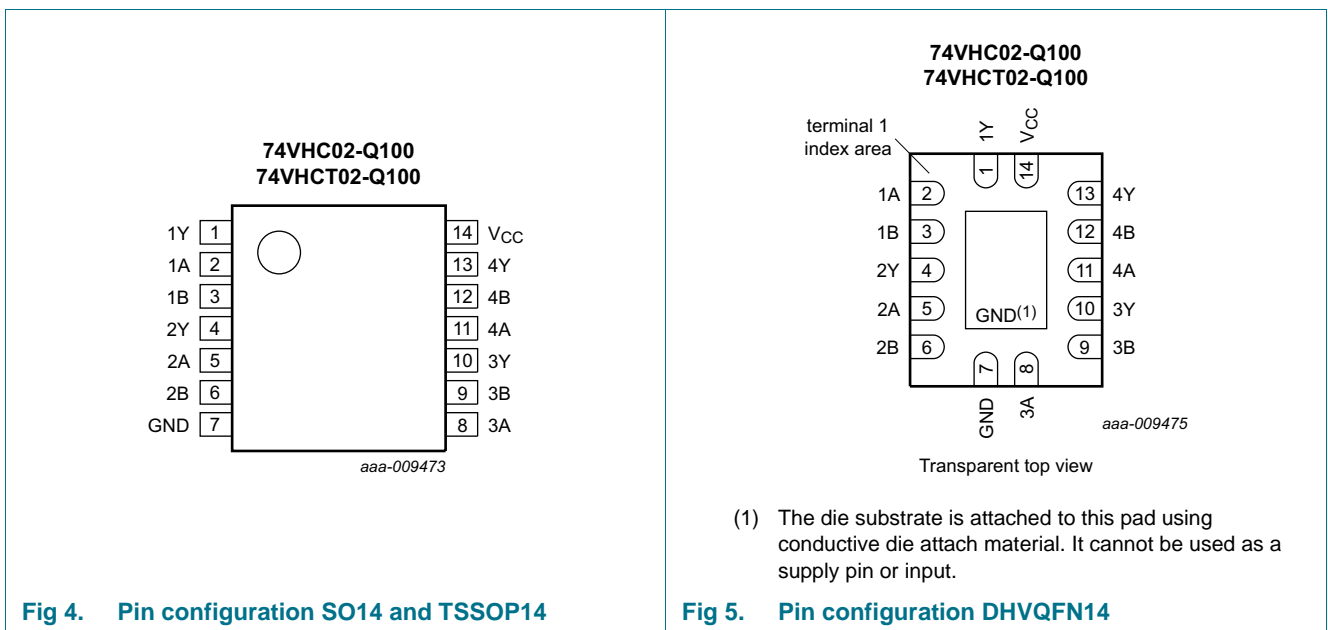 74VHC02-Q100
74VHCT02-Q100
1Y 1
1A 2
1B 3
2Y 4
2A 5
2B 6
GND 7
14 VCC
13 4Y
12 4B
11 4A
10 3Y
9 3B
8 3A
aaa-009473
Fig 4. Pin configuration SO14 and TSSOP14
74VHC02-Q100
74VHCT02-Q100
terminal 1
index area
1Y
VCC
1
14
1A 2
1B 3
2Y 4
2A 5
2B 6
13 4Y
12 4B
11 4A
10 3Y
9 3B
GND(1)
7
8
GND
3A
aaa-009475
Transparent top view
(1) The die substrate is attached to this pad using
conductive die attach material. It cannot be used as a
supply pin or input.
Fig 5. Pin configuration DHVQFN14